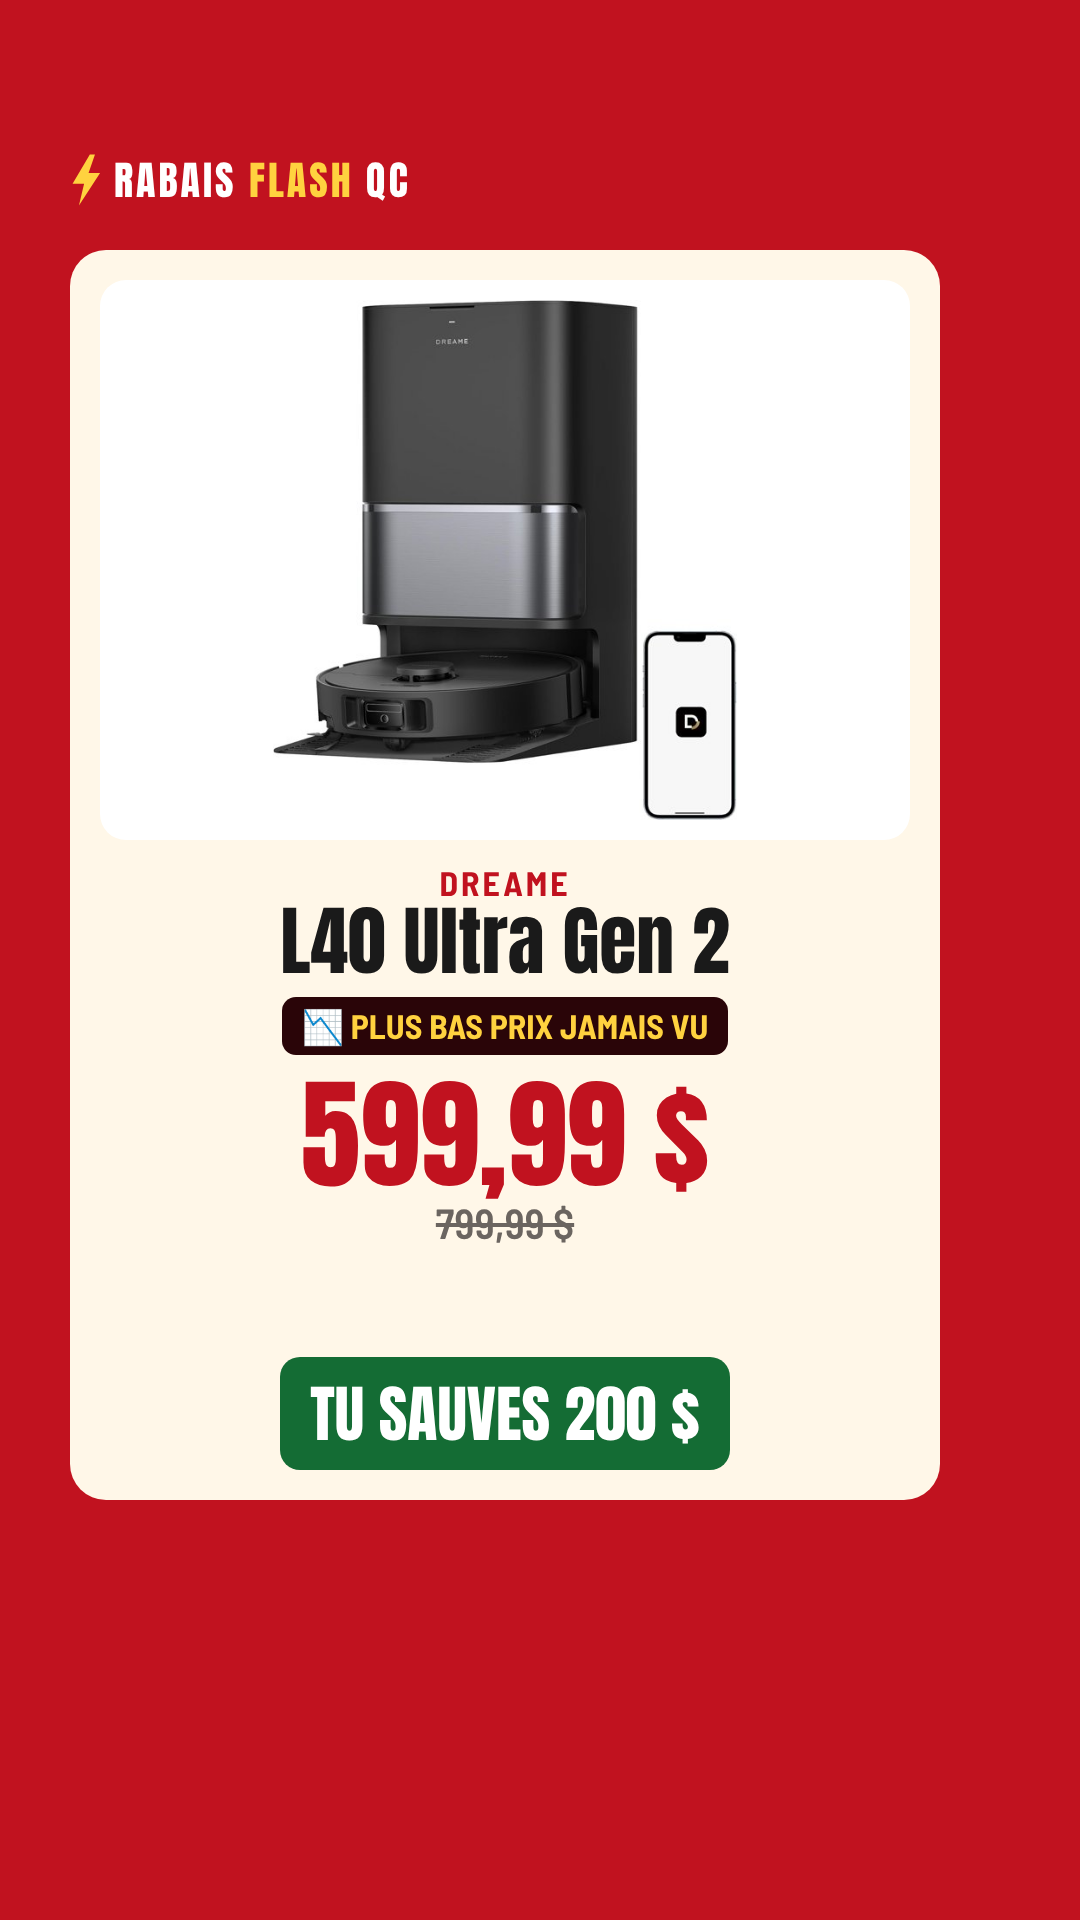 RABAIS FLASH QC
DREAME
DREAME
L40 Ultra Gen 2
PLUS BAS PRIX JAMAIS VU
599,99 $
799,99 $
TU SAUVES 200 $